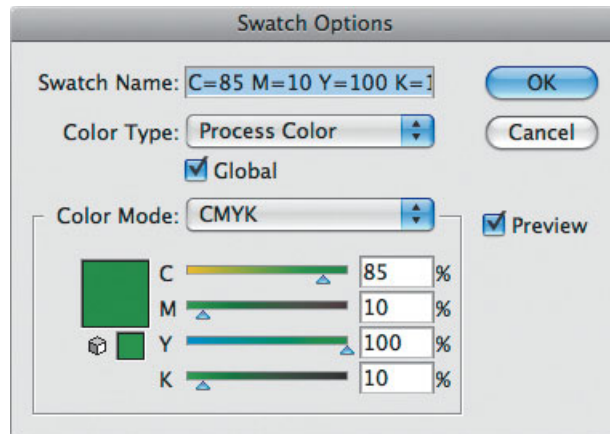 Swatch Options
Swatch Name: C=85 M=10 Y=100 K=1
OK
Color Type: Process Color
Cancel
Global
Color Mode: CMYK
Preview
C 85 %
M 10 %
Y 100 %
K 10 %